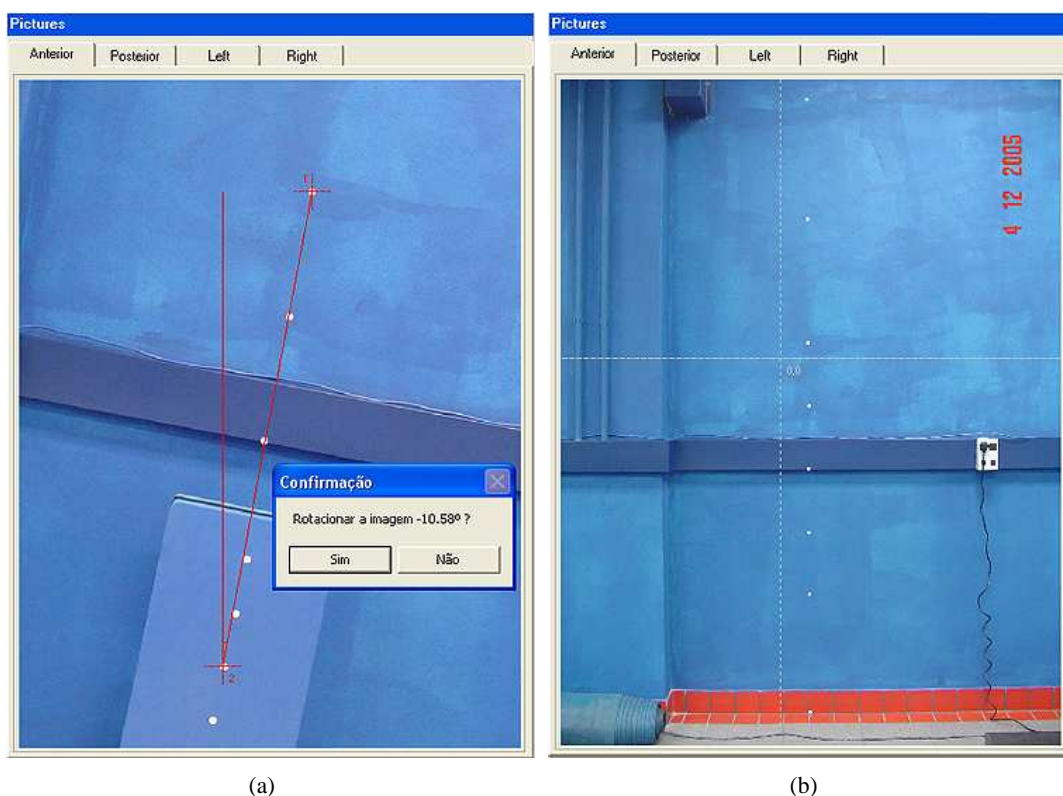 Pictures
Anterior Posterior Left Right
1
Confirmação
Rotacionar a imagem -10.58º ?
Sim Não
2
(a)
Pictures
Anterior Posterior Left Right
4 12 2005
0,0
(b)